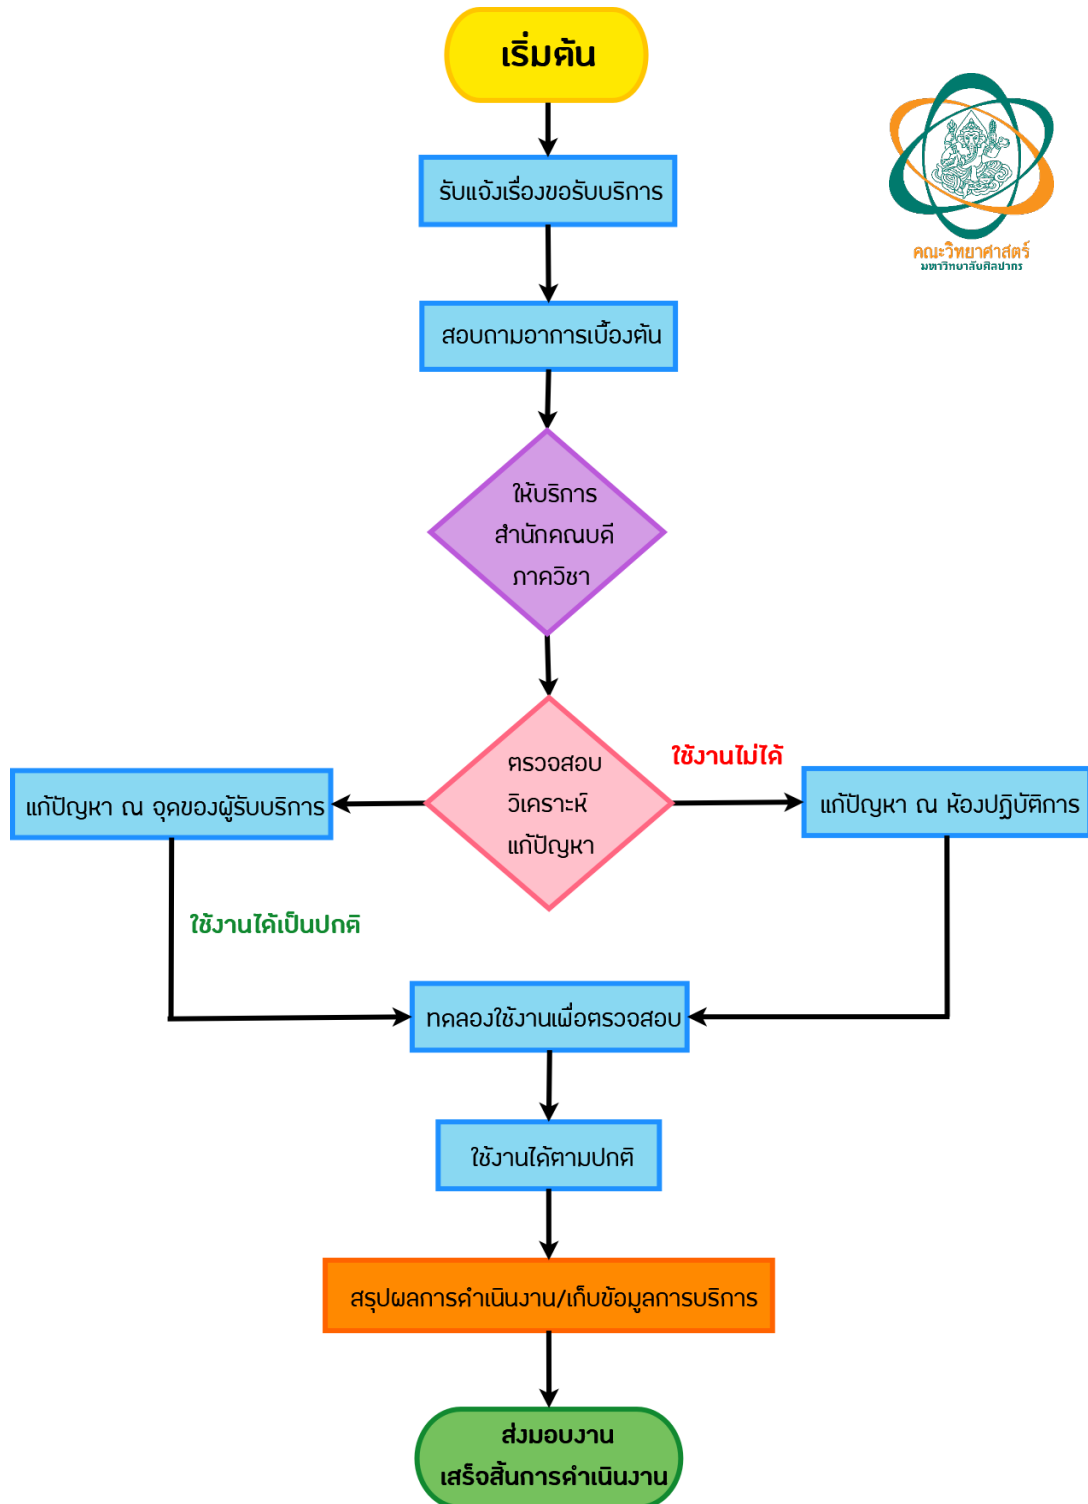 เริ่มต้น
คณะวิทยาศาสตร์
มหาวิทยาลัยศิลปากร
รับแจ้งเรื่องขอรับบริการ
สอบถามอาการเบื้องต้น
ให้บริการ
สำนักคณบดี
ภาควิชา
ตรวจสอบ
วิเคราะห์
แก้ปัญหา
ใช้งานไม่ได้
แก้ปัญหา ณ จุดของผู้รับบริการ
แก้ปัญหา ณ ห้องปฏิบัติการ
ใช้งานได้เป็นปกติ
ทดลองใช้งานเพื่อตรวจสอบ
ใช้งานได้ตามปกติ
สรุปผลการดำเนินงาน/เก็บข้อมูลการบริการ
ส่งมอบงาน
เสร็จสิ้นการดำเนินงาน